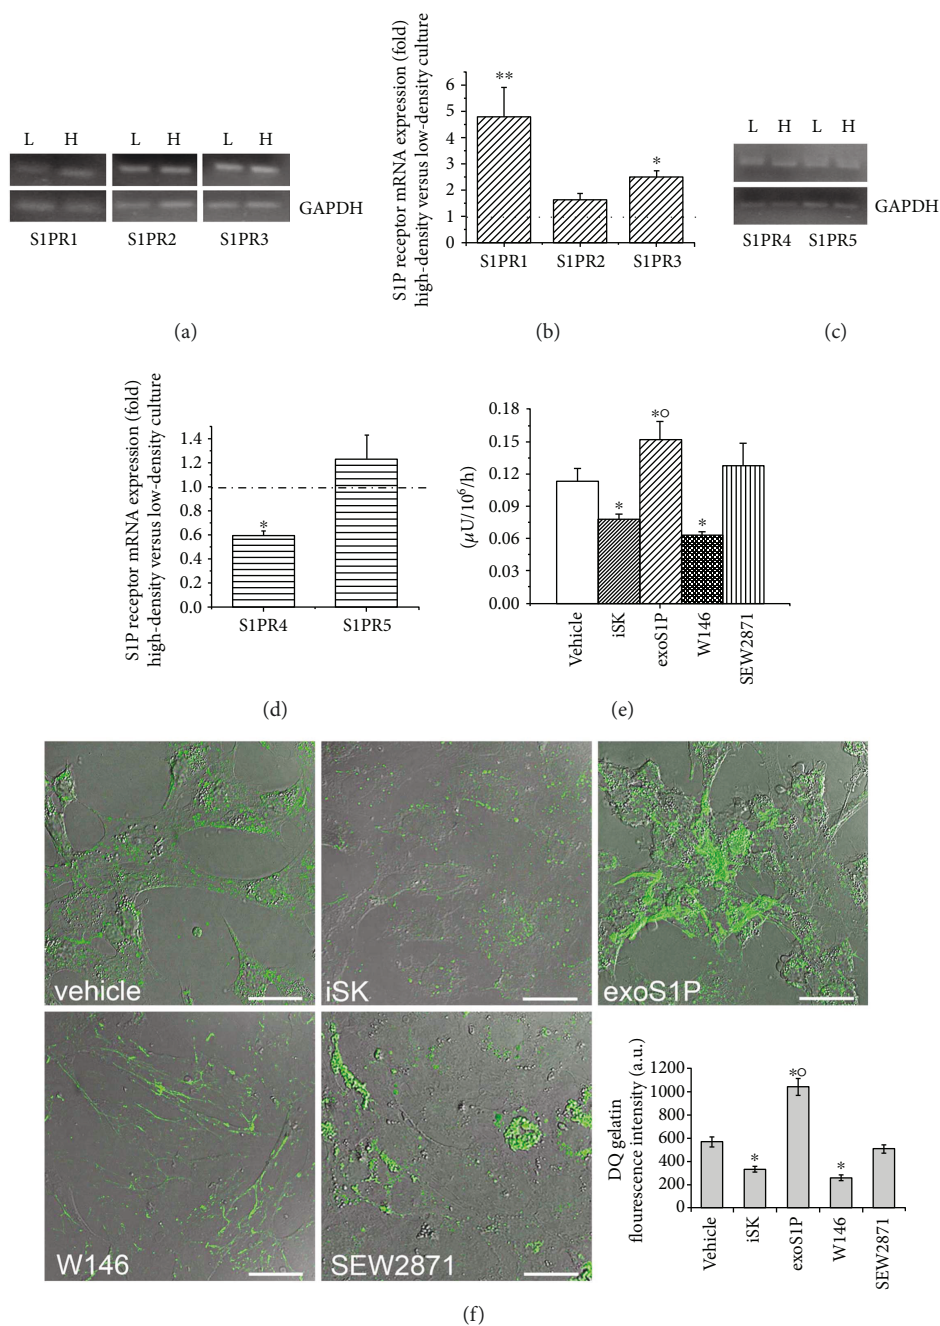 L H L H L H
GAPDH
S1PR1 S1PR2 S1PR3
(a)
S1P receptor mRNA expression (fold)
high-density versus low-density culture
6
5
4
3
2
1
0
**
*
S1PR1 S1PR2 S1PR3
(b)
L H L H
GAPDH
S1PR4 S1PR5
(c)
S1P receptor mRNA expression (fold)
high-density versus low-density culture
1.4
1.2
1.0
0.8
0.6
0.4
0.2
0.0
*
S1PR4 S1PR5
(d)
(μU/10⁶/h)
0.18
0.15
0.12
0.09
0.06
0.03
0.00
*
*○
*
Vehicle
iSK
exoS1P
W146
SEW2871
(e)
vehicle
iSK
exoS1P
W146
SEW2871
DQ gelatin
flourescence intensity (a.u.)
1200
1000
800
600
400
200
0
*
*○
*
Vehicle
iSK
exoS1P
W146
SEW2871
(f)